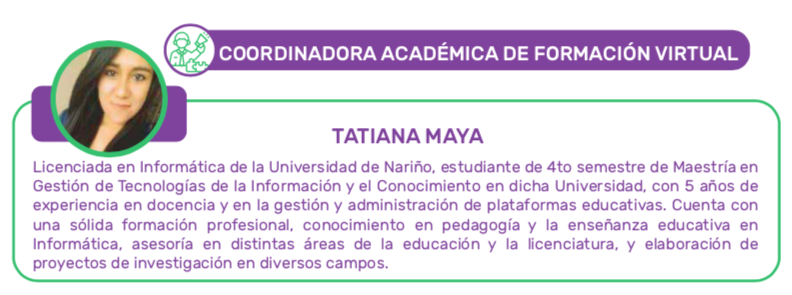 COORDINADORA ACADÉMICA DE FORMACIÓN VIRTUAL
TATIANA MAYA
Licenciada en Informática de la Universidad de Nariño, estudiante de 4to semestre de Maestría en
Gestión de Tecnologías de la Información y el Conocimiento en dicha Universidad, con 5 años de
experiencia en docencia y en la gestión y administración de plataformas educativas. Cuenta con
una sólida formación profesional, conocimiento en pedagogía y la enseñanza educativa en
Informática, asesoría en distintas áreas de la educación y la licenciatura, y elaboración de
proyectos de investigación en diversos campos.